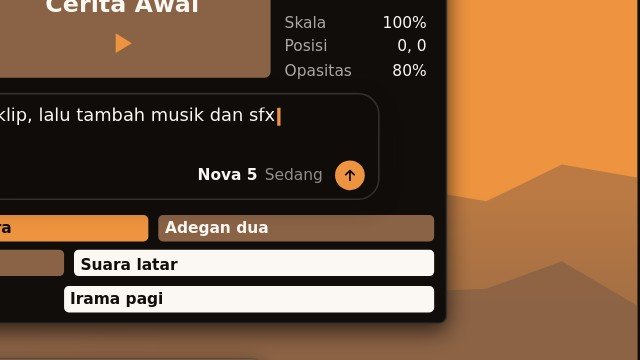 Cerita Awal
Skala 100%
Posisi 0, 0
Opasitas 80%
klip, lalu tambah musik dan sfx
Nova 5 Sedang
Adegan dua
Suara latar
Irama pagi